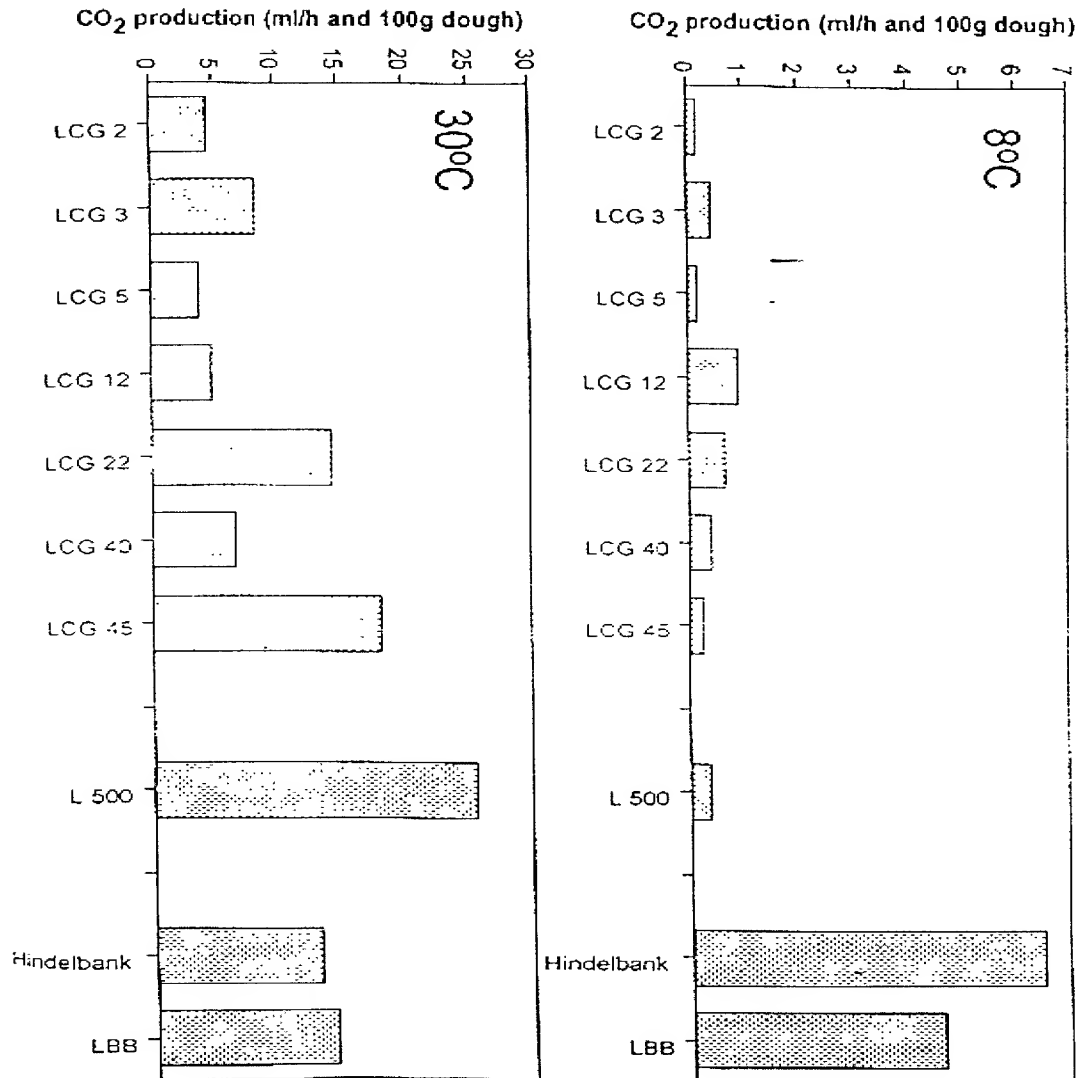 CO2 production (ml/h and 100g dough)
0 5 10 15 20 25 30
30ºC
LCG 2
LCG 3
LCG 5
LCG 12
LCG 22
LCG 40
LCG 45
L 500
Hindelbank
LBB
CO2 production (ml/h and 100g dough)
0 1 2 3 4 5 6 7
8ºC
LCG 2
LCG 3
LCG 5
LCG 12
LCG 22
LCG 40
LCG 45
L 500
Hindelbank
LBB